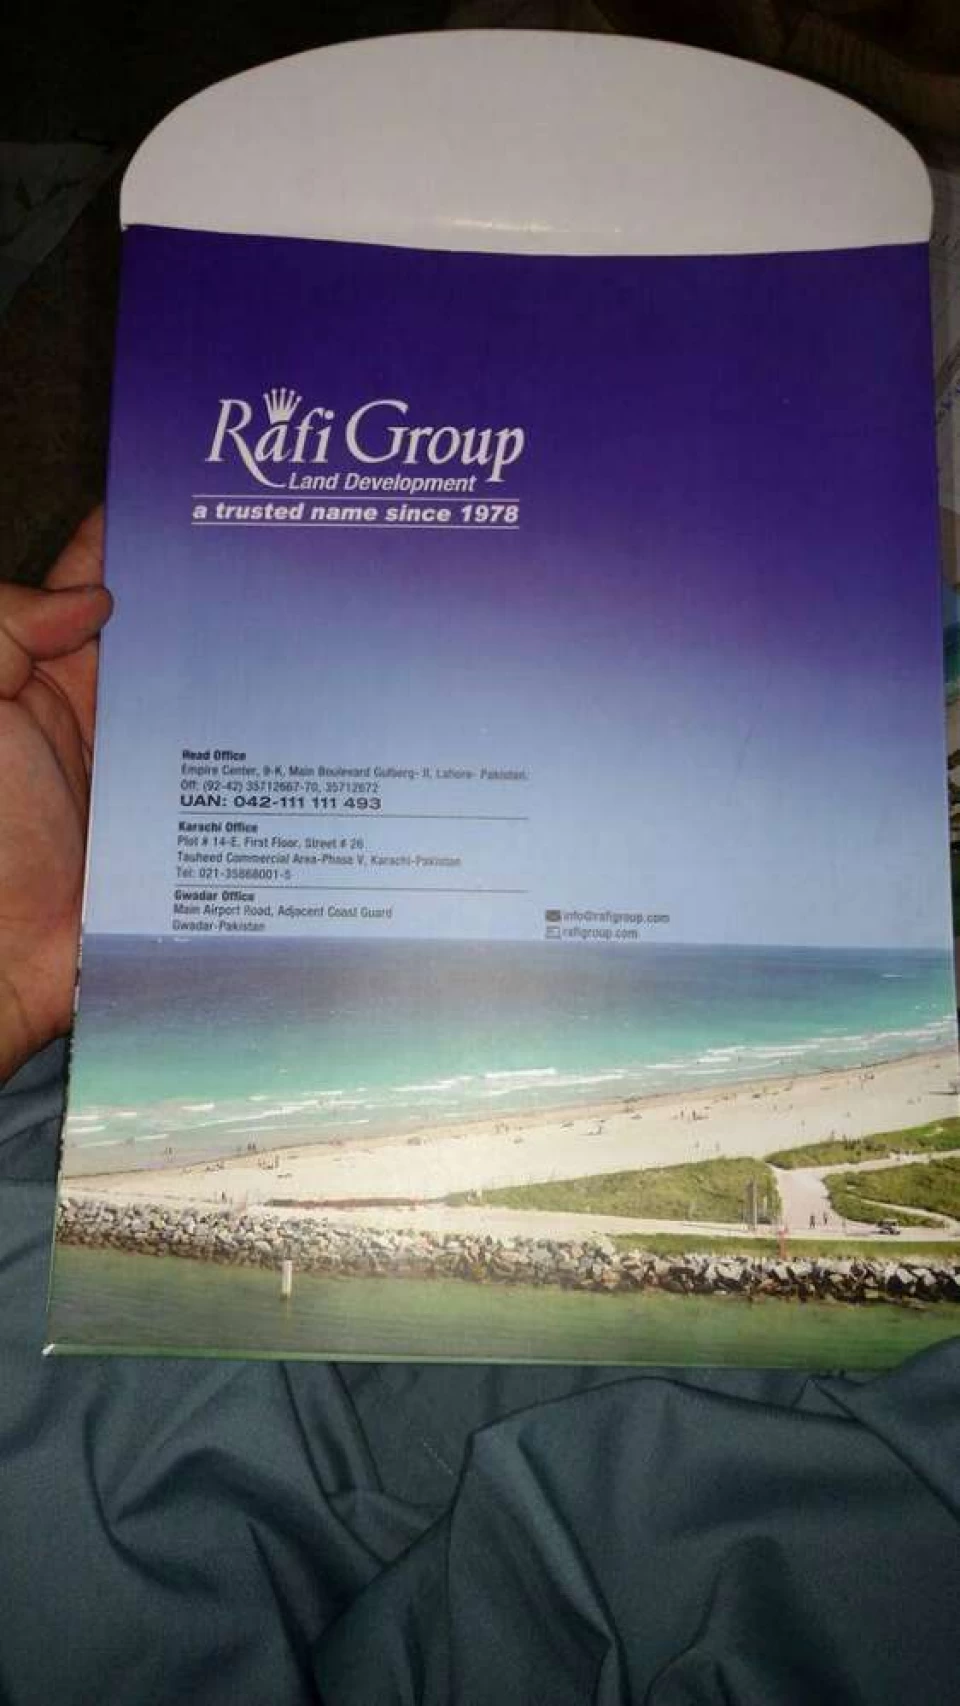 Rafi Group
Land Development
a trusted name since 1978
Head Office
Empire Center, 9-K, Main Boulevard Gulberg- II, Lahore- Pakistan.
Off: (92-42) 35712667-70, 35712672
UAN: 042-111 111 493
Karachi Office
Plot # 14-E, First Floor, Street # 26
Tauheed Commercial Area-Phase V, Karachi-Pakistan
Tel: 021-35868001-5
Gwadar Office
Main Airport Road, Adjacent Coast Guard
Gwadar-Pakistan
info@rafigroup.com
rafigroup.com